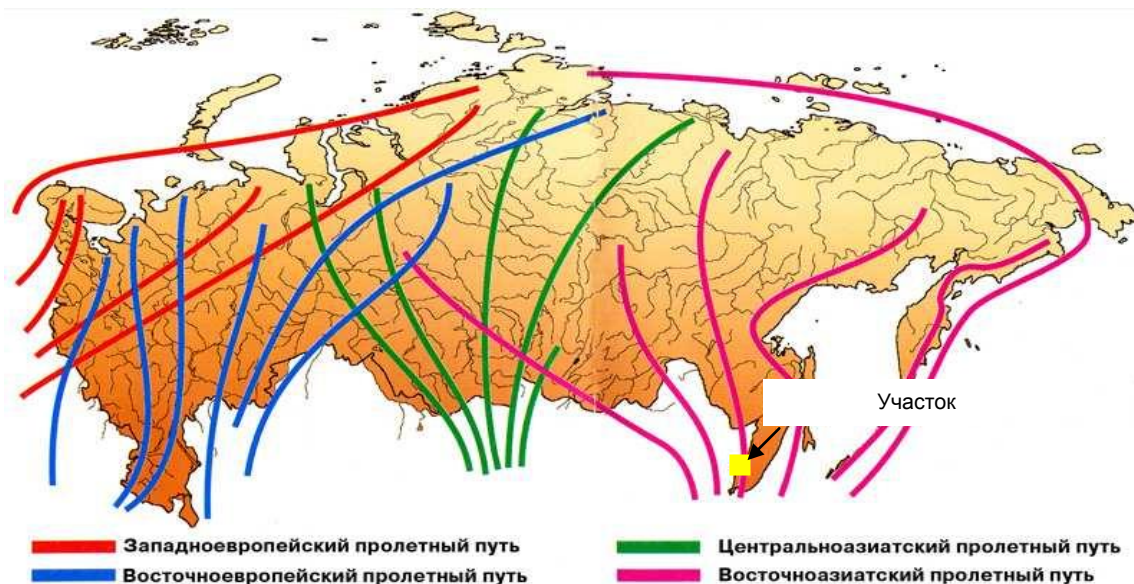 Участок
Западноевропейский пролетный путь
Центральноазиатский пролетный путь
Восточноевропейский пролетный путь
Восточноазиатский пролетный путь